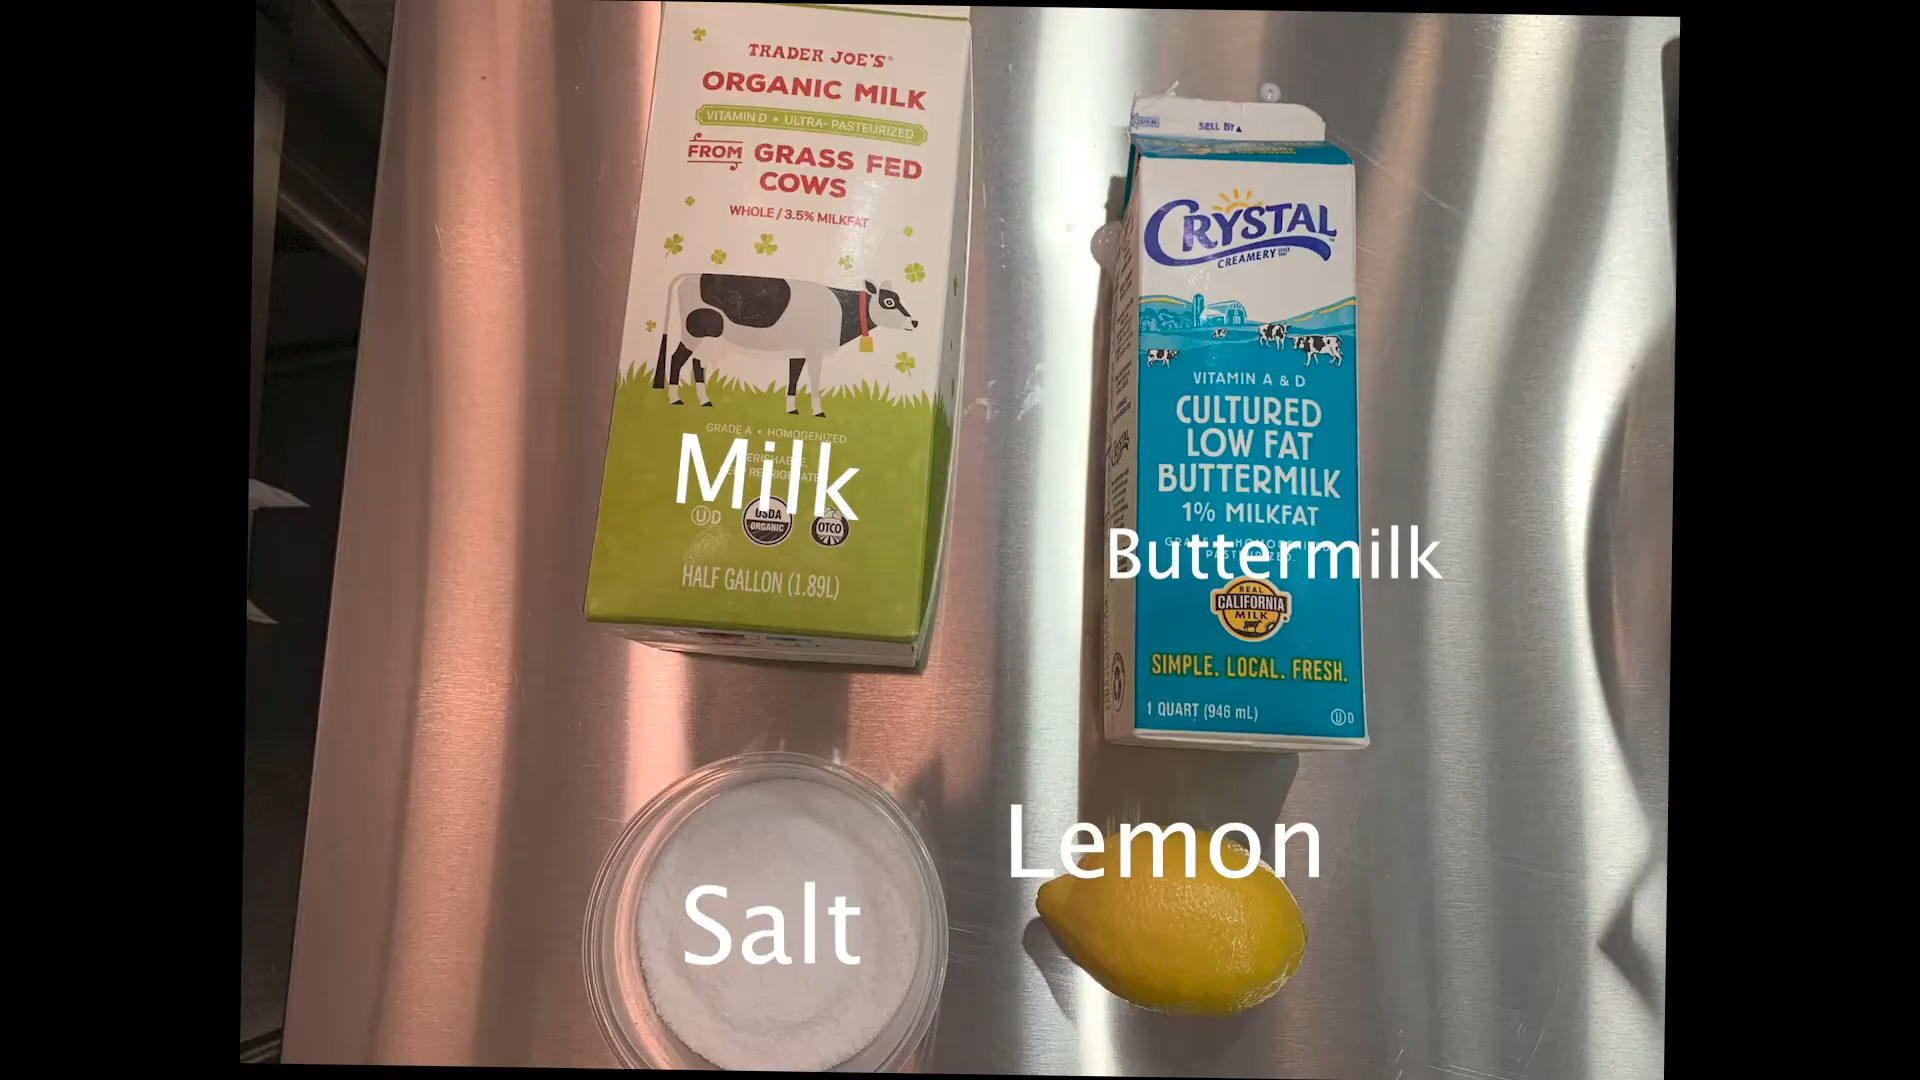 TRADER JOE'S
ORGANIC MILK
VITAMIN D • ULTRA-PASTEURIZED
FROM GRASS FED
COWS
WHOLE / 3.5% MILKFAT
GRADE A • HOMOGENIZED
Milk
UD
USDA
ORGANIC
OTCO
HALF GALLON (1.89L)
SELL BY▲
CRYSTAL
CREAMERY
VITAMIN A & D
CULTURED
LOW FAT
BUTTERMILK
1% MILKFAT
Buttermilk
REAL
CALIFORNIA
MILK
SIMPLE. LOCAL. FRESH.
1 QUART (946 mL)
UD
Lemon
Salt